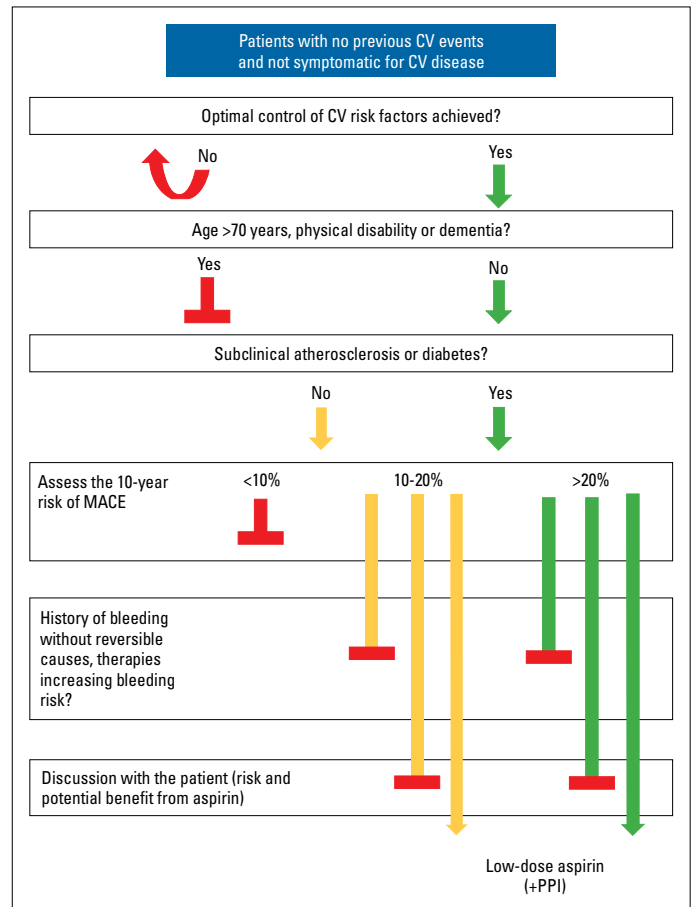 Patients with no previous CV events
and not symptomatic for CV disease
Optimal control of CV risk factors achieved?
No
Yes
Age >70 years, physical disability or dementia?
Yes
No
Subclinical atherosclerosis or diabetes?
No
Yes
Assess the 10-year
risk of MACE
<10%
10-20%
>20%
History of bleeding
without reversible
causes, therapies
increasing bleeding
risk?
Discussion with the patient (risk and
potential benefit from aspirin)
Low-dose aspirin
(+PPI)